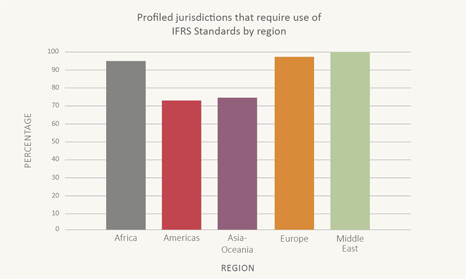 Profiled jurisdictions that require use of
IFRS Standards by region
PERCENTAGE
100
90
80
70
60
50
40
30
20
10
0
Africa
Americas
Asia-
Oceania
Europe
Middle
East
REGION